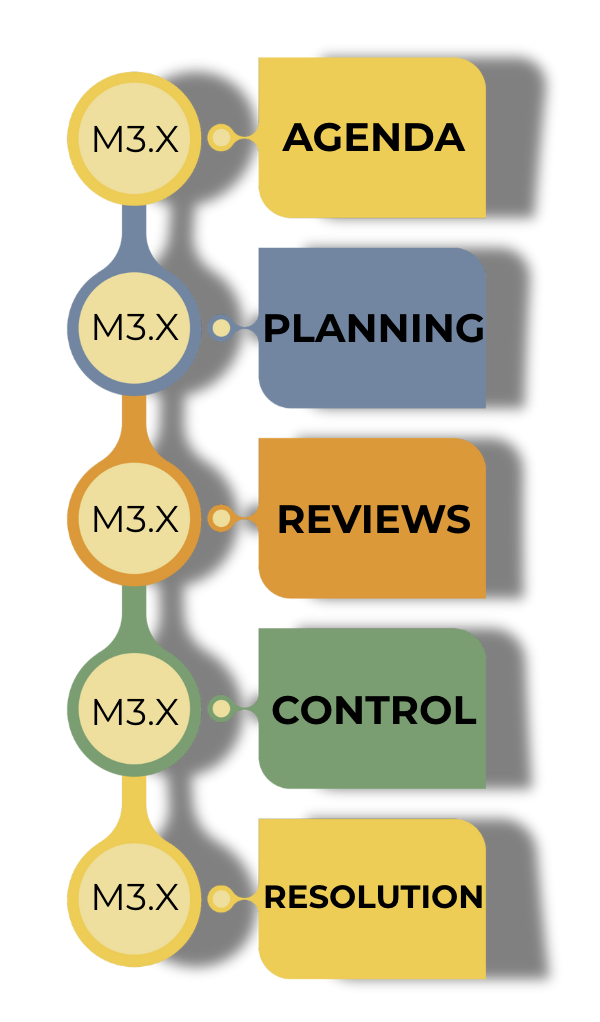 M3.X AGENDA
M3.X PLANNING
M3.X REVIEWS
M3.X CONTROL
M3.X RESOLUTION